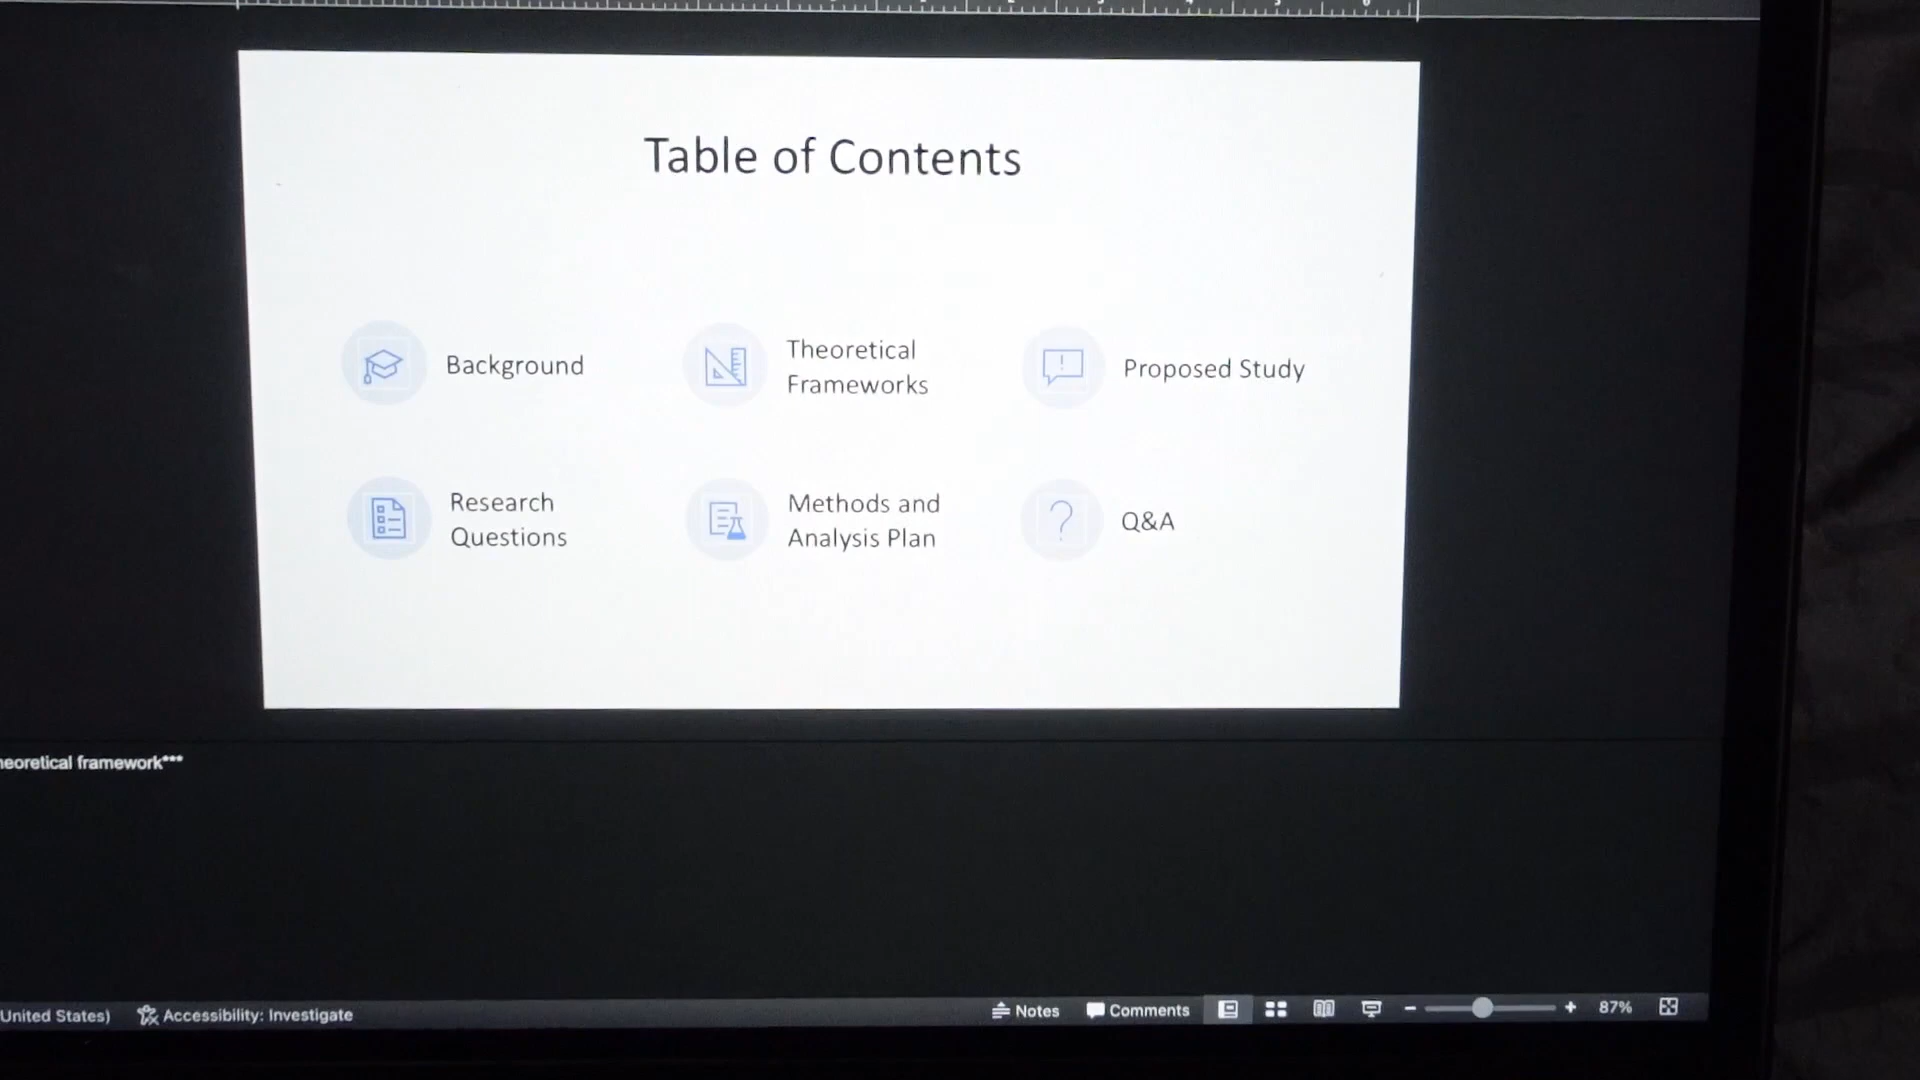 Table of Contents
Background
Theoretical
Frameworks
Proposed Study
Research
Questions
Methods and
Analysis Plan
Q&A
framework***
United States)
Accessibility: Investigate
Notes
Comments
87%